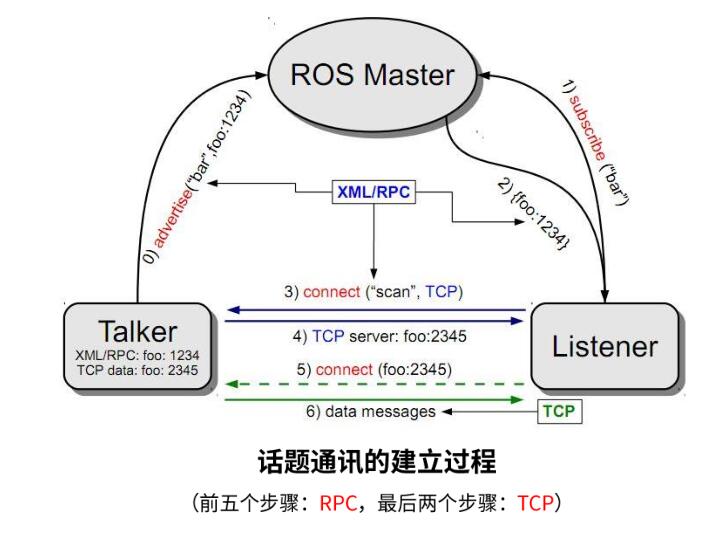 ROS Master
0) advertise(“bar”,foo:1234)
1) subscribe (“bar”)
XML/RPC
2) {foo:1234}
3) connect (“scan”, TCP)
Talker
XML/RPC: foo: 1234
TCP data: foo: 2345
4) TCP server: foo:2345
Listener
5) connect (foo:2345)
6) data messages
TCP
话题通讯的建立过程
（前五个步骤：RPC，最后两个步骤：TCP）